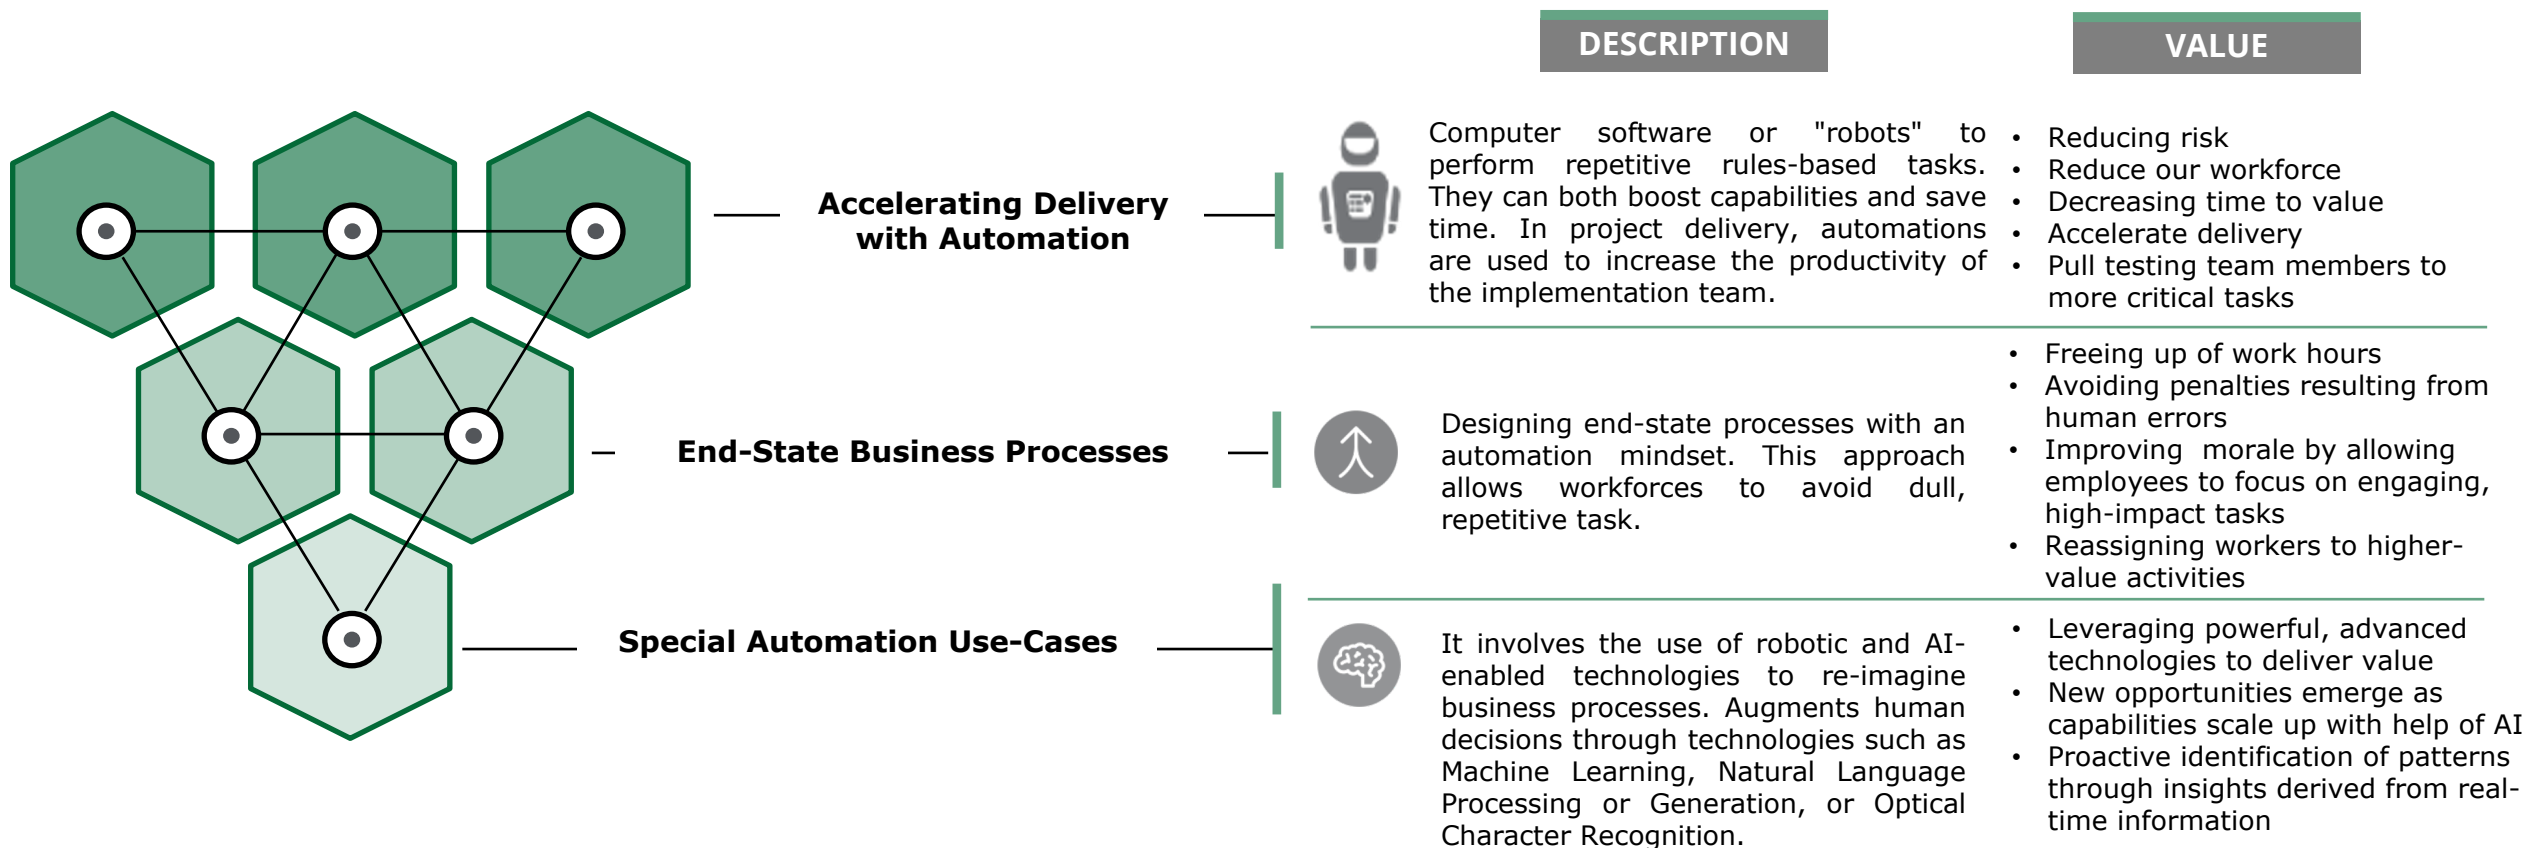 DESCRIPTION
VALUE
Accelerating Delivery
with Automation
Computer software or "robots" to
perform repetitive rules-based tasks.
They can both boost capabilities and save
time. In project delivery, automations
are used to increase the productivity of
the implementation team.
• Reducing risk
• Reduce our workforce
• Decreasing time to value
• Accelerate delivery
• Pull testing team members to
more critical tasks
End-State Business Processes
Designing end-state processes with an
automation mindset. This approach
allows workforces to avoid dull,
repetitive task.
• Freeing up of work hours
• Avoiding penalties resulting from
human errors
• Improving morale by allowing
employees to focus on engaging,
high-impact tasks
• Reassigning workers to higher-
value activities
Special Automation Use-Cases
It involves the use of robotic and AI-
enabled technologies to re-imagine
business processes. Augments human
decisions through technologies such as
Machine Learning, Natural Language
Processing or Generation, or Optical
Character Recognition.
• Leveraging powerful, advanced
technologies to deliver value
• New opportunities emerge as
capabilities scale up with help of AI
• Proactive identification of patterns
through insights derived from real-
time information